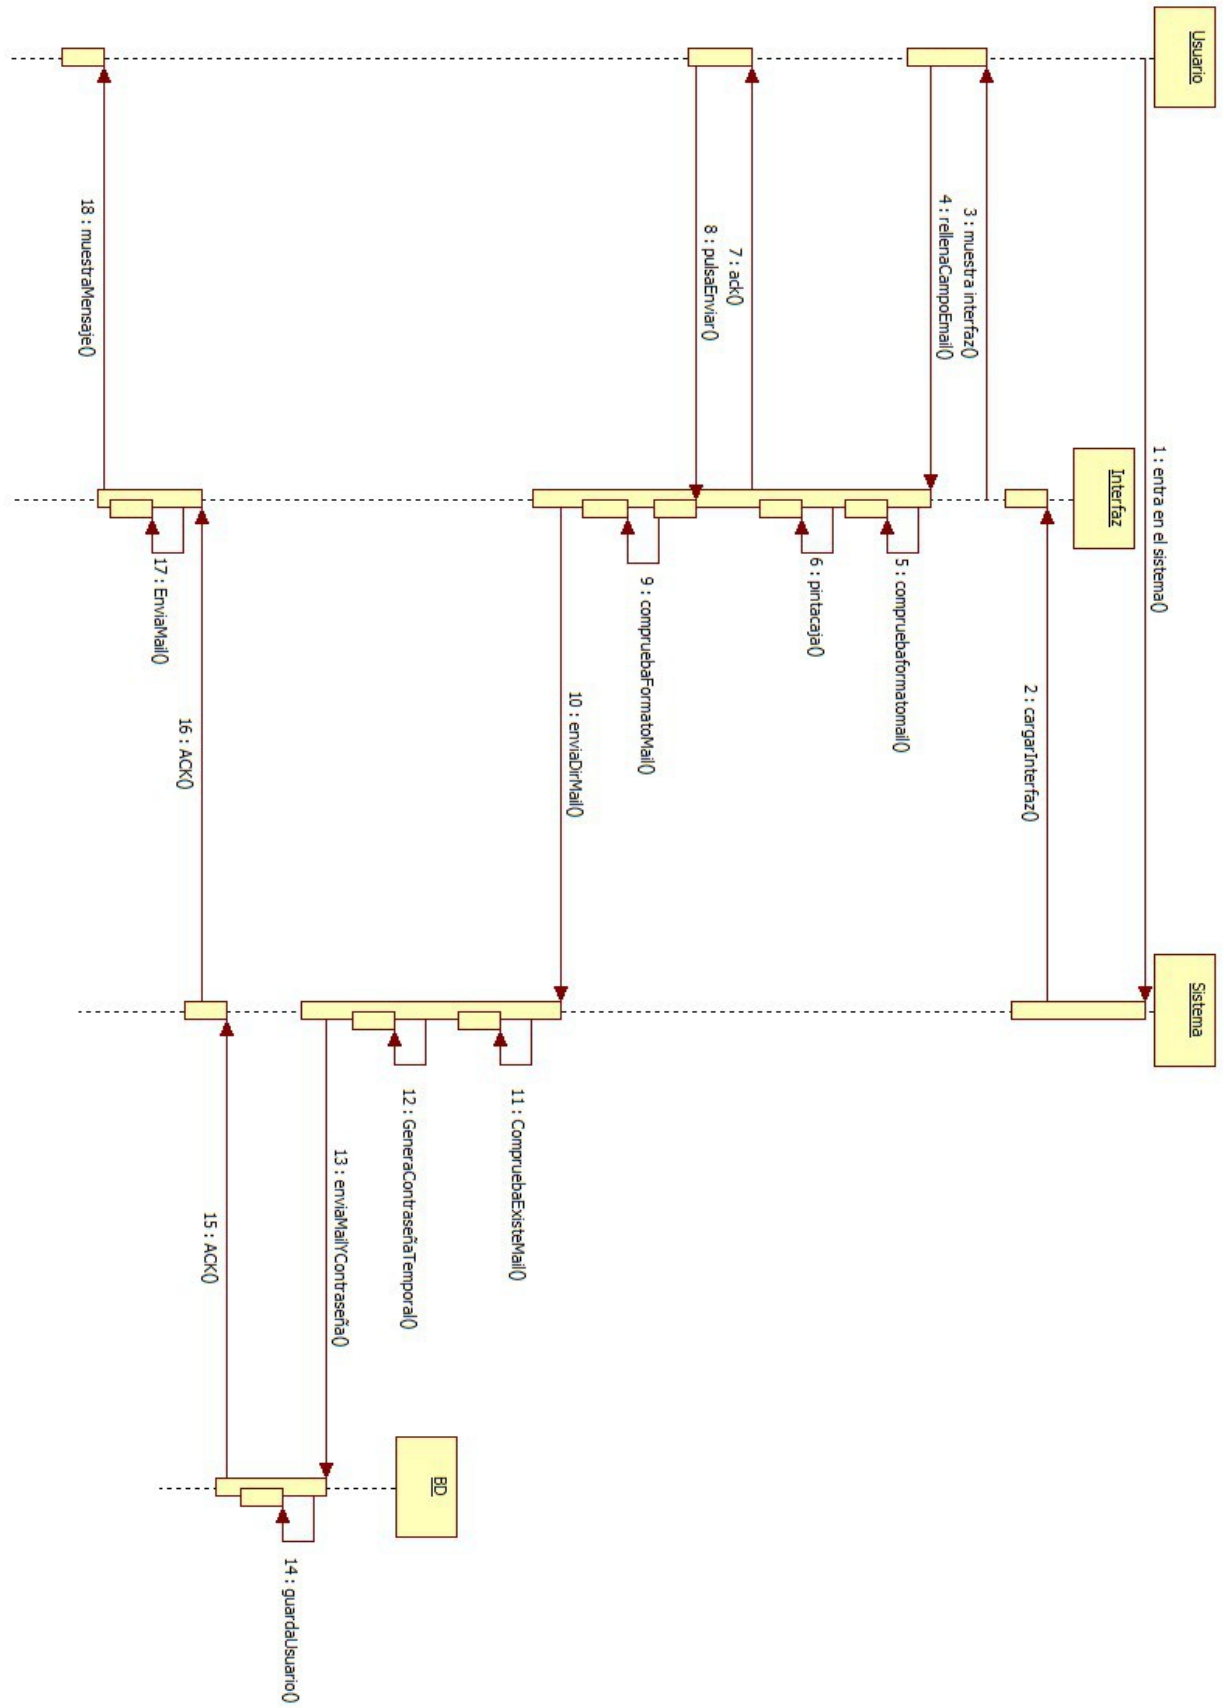 Usuario
Interfaz
Sistema
BD
1 : entra en el sistema()
2 : cargarInterfaz()
3 : muestra interfaz()
4 : rellenaCampoEmail()
5 : compruebaformatomail()
6 : pintacaja()
7 : ack()
8 : pulsaEnviar()
9 : compruebaFormatoMail()
10 : enviaDirMail()
11 : CompruebaExisteMail()
12 : GeneraContraseñaTemporal()
13 : enviaMailYContraseña()
14 : guardaUsuario()
15 : ACK()
16 : ACK()
17 : EnviaMail()
18 : muestraMensaje()